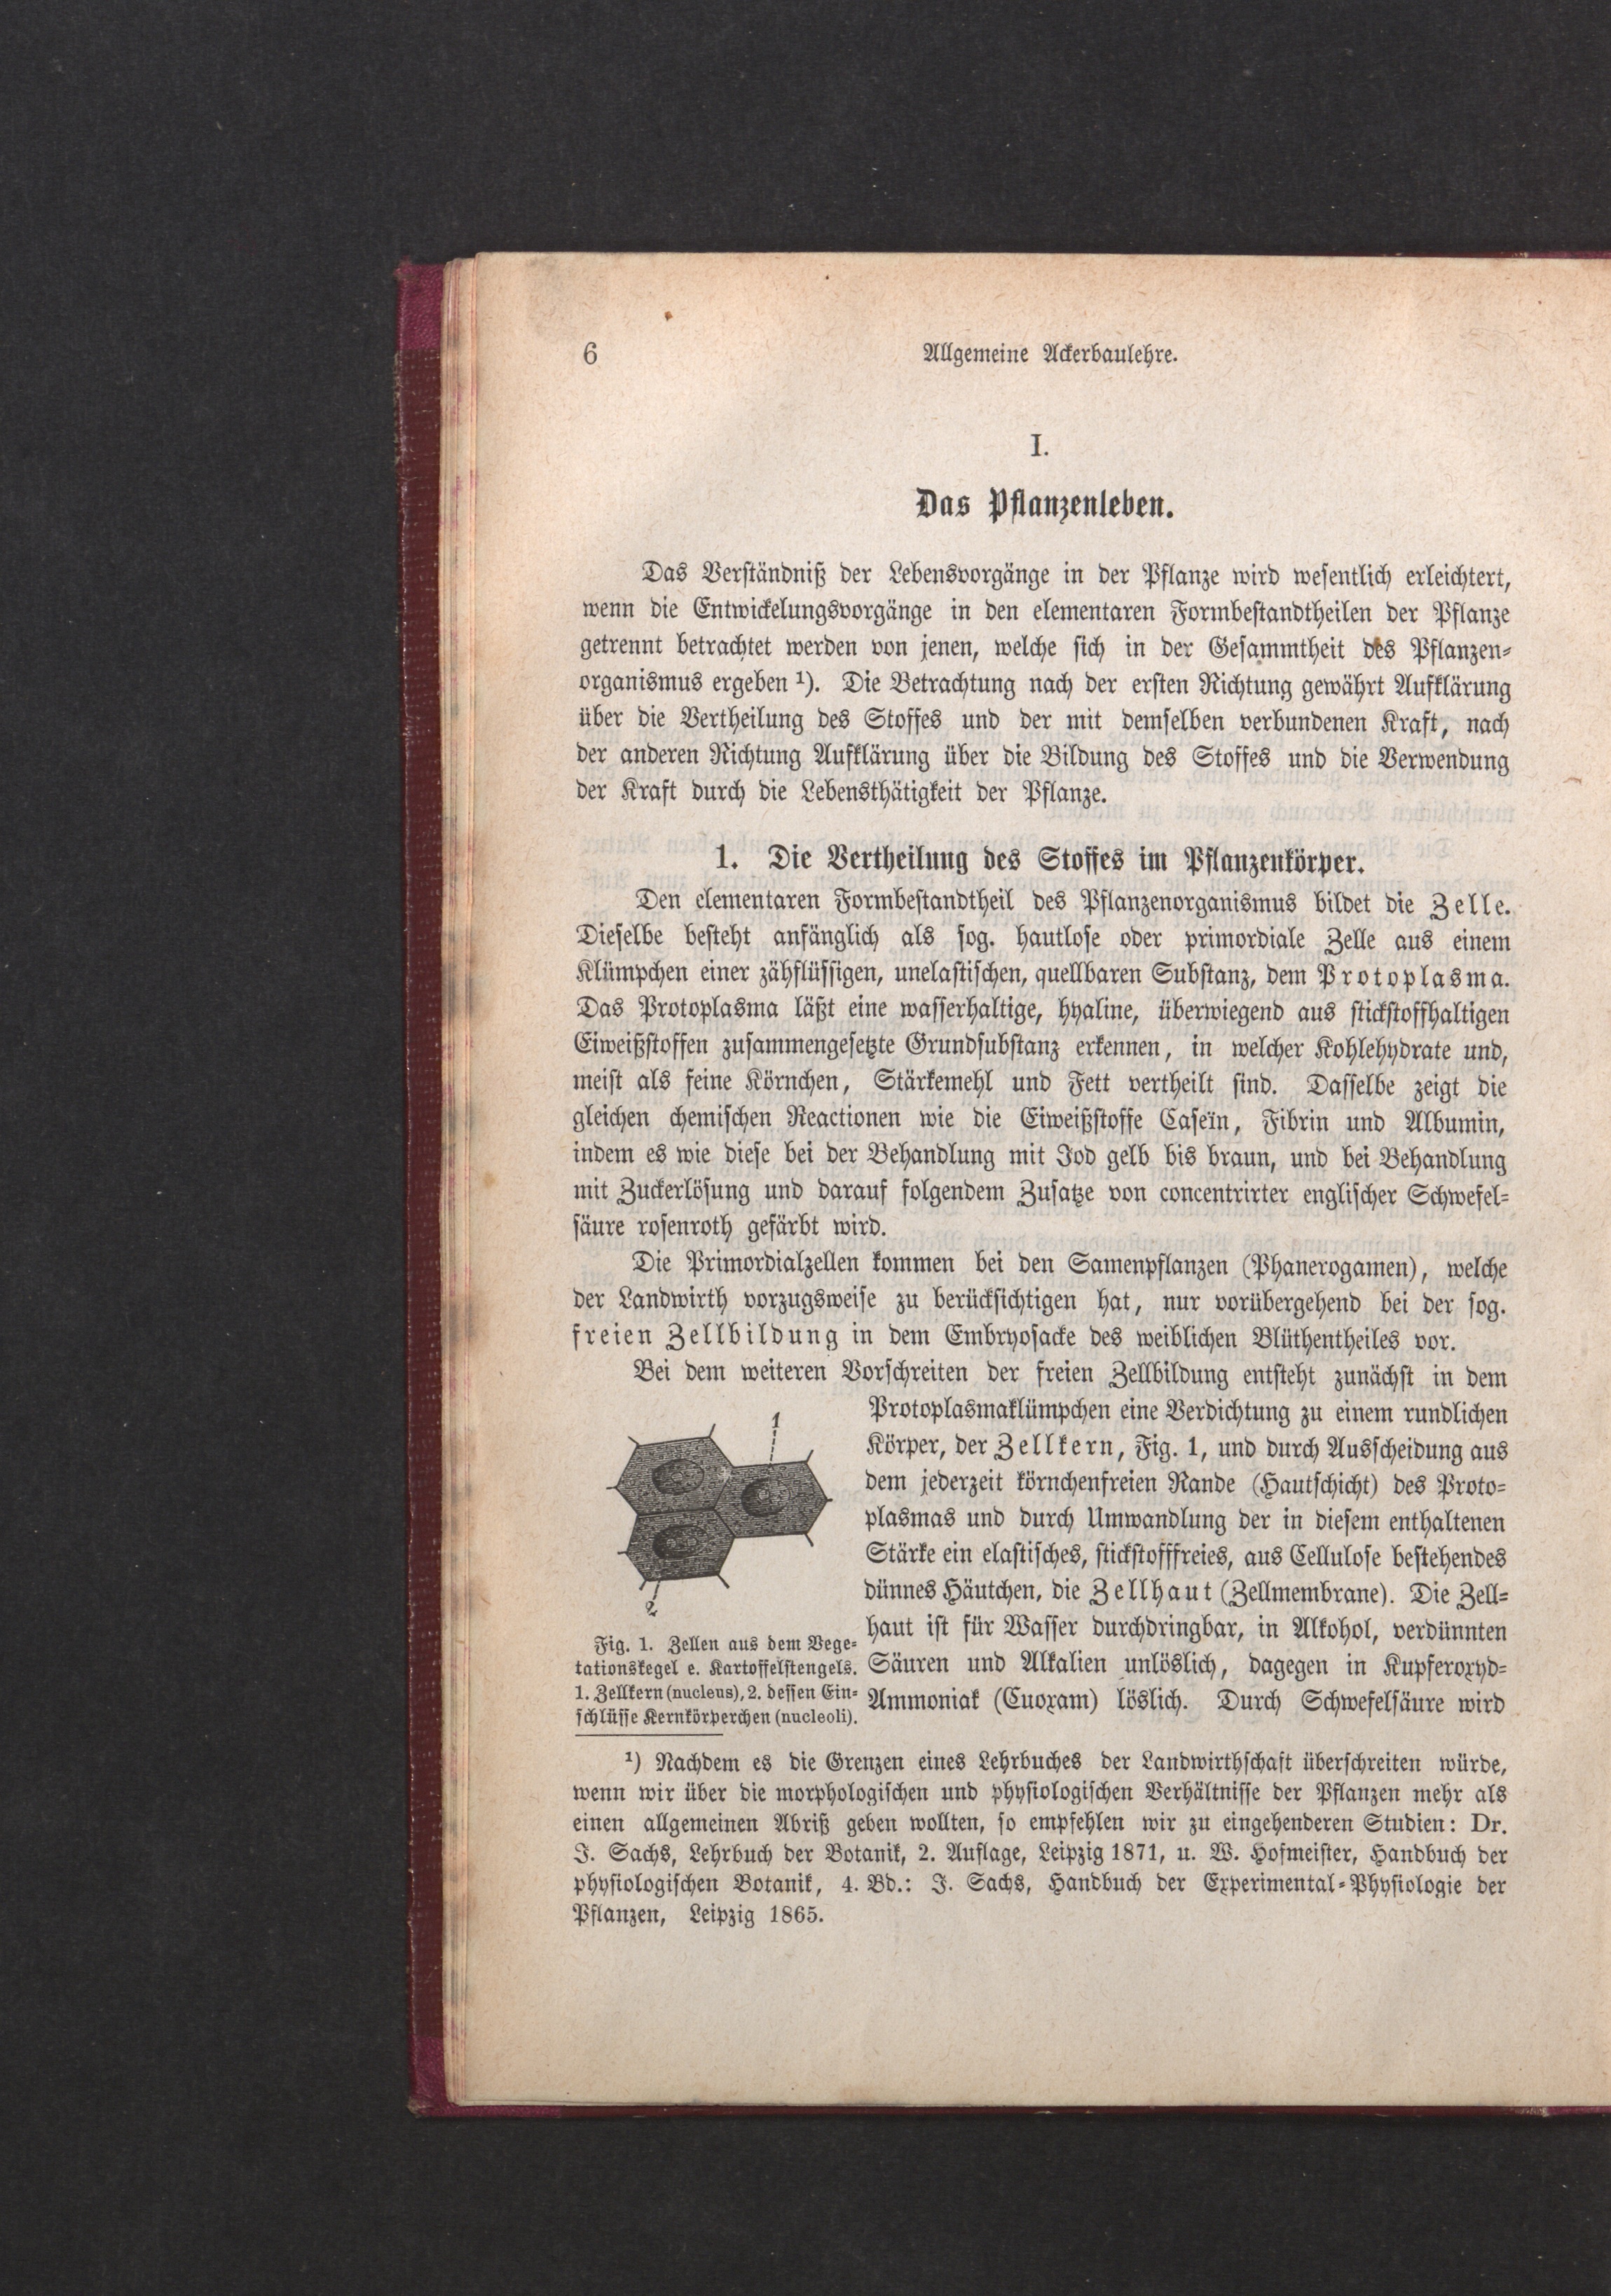 6
Allgemeine Ackerbaulehre.
I.
Das Pflanzenleben.
Das Verständniß der Lebensvorgänge in der Pflanze wird wesentlich erleichtert,
wenn die Entwickelungsvorgänge in den elementaren Formbestandtheilen der Pflanze
getrennt betrachtet werden von jenen, welche sich in der Gesammtheit des Pflanzen-
organismus ergeben ¹). Die Betrachtung nach der ersten Richtung gewährt Aufklärung
über die Vertheilung des Stoffes und der mit demselben verbundenen Kraft, nach
der anderen Richtung Aufklärung über die Bildung des Stoffes und die Verwendung
der Kraft durch die Lebensthätigkeit der Pflanze.
1. Die Vertheilung des Stoffes im Pflanzenkörper.
Den elementaren Formbestandtheil des Pflanzenorganismus bildet die Zelle.
Dieselbe besteht anfänglich als sog. hautlose oder primordiale Zelle aus einem
Klümpchen einer zähflüssigen, unelastischen, quellbaren Substanz, dem Protoplasma.
Das Protoplasma läßt eine wasserhaltige, hyaline, überwiegend aus stickstoffhaltigen
Eiweißstoffen zusammengesetzte Grundsubstanz erkennen, in welcher Kohlehydrate und,
meist als feine Körnchen, Stärkemehl und Fett vertheilt sind. Dasselbe zeigt die
gleichen chemischen Reactionen wie die Eiweißstoffe Caseïn, Fibrin und Albumin,
indem es wie diese bei der Behandlung mit Jod gelb bis braun, und bei Behandlung
mit Zuckerlösung und darauf folgendem Zusatze von concentrirter englischer Schwefel-
säure rosenroth gefärbt wird.
Die Primordialzellen kommen bei den Samenpflanzen (Phanerogamen), welche
der Landwirth vorzugsweise zu berücksichtigen hat, nur vorübergehend bei der sog.
freien Zellbildung in dem Embryosacke des weiblichen Blüthentheiles vor.
Bei dem weiteren Vorschreiten der freien Zellbildung entsteht zunächst in dem
Protoplasmaklümpchen eine Verdichtung zu einem rundlichen
Körper, der Zellkern, Fig. 1, und durch Ausscheidung aus
dem jederzeit körnchenfreien Rande (Hautschicht) des Proto-
plasmas und durch Umwandlung der in diesem enthaltenen
Stärke ein elastisches, stickstofffreies, aus Cellulose bestehendes
dünnes Häutchen, die Zellhaut (Zellmembrane). Die Zell-
haut ist für Wasser durchdringbar, in Alkohol, verdünnten
Säuren und Alkalien unlöslich, dagegen in Kupferoxyd-
Ammoniak (Cuoxam) löslich. Durch Schwefelsäure wird
1
2
Fig. 1. Zellen aus dem Vege-
tationskegel e. Kartoffelstengels.
1. Zellkern (nucleus), 2. dessen Ein-
schlüsse Kernkörperchen (nucleoli).
¹) Nachdem es die Grenzen eines Lehrbuches der Landwirthschaft überschreiten würde,
wenn wir über die morphologischen und physiologischen Verhältnisse der Pflanzen mehr als
einen allgemeinen Abriß geben wollten, so empfehlen wir zu eingehenderen Studien: Dr.
J. Sachs, Lehrbuch der Botanik, 2. Auflage, Leipzig 1871, u. W. Hofmeister, Handbuch der
physiologischen Botanik, 4. Bd.: J. Sachs, Handbuch der Experimental-Physiologie der
Pflanzen, Leipzig 1865.